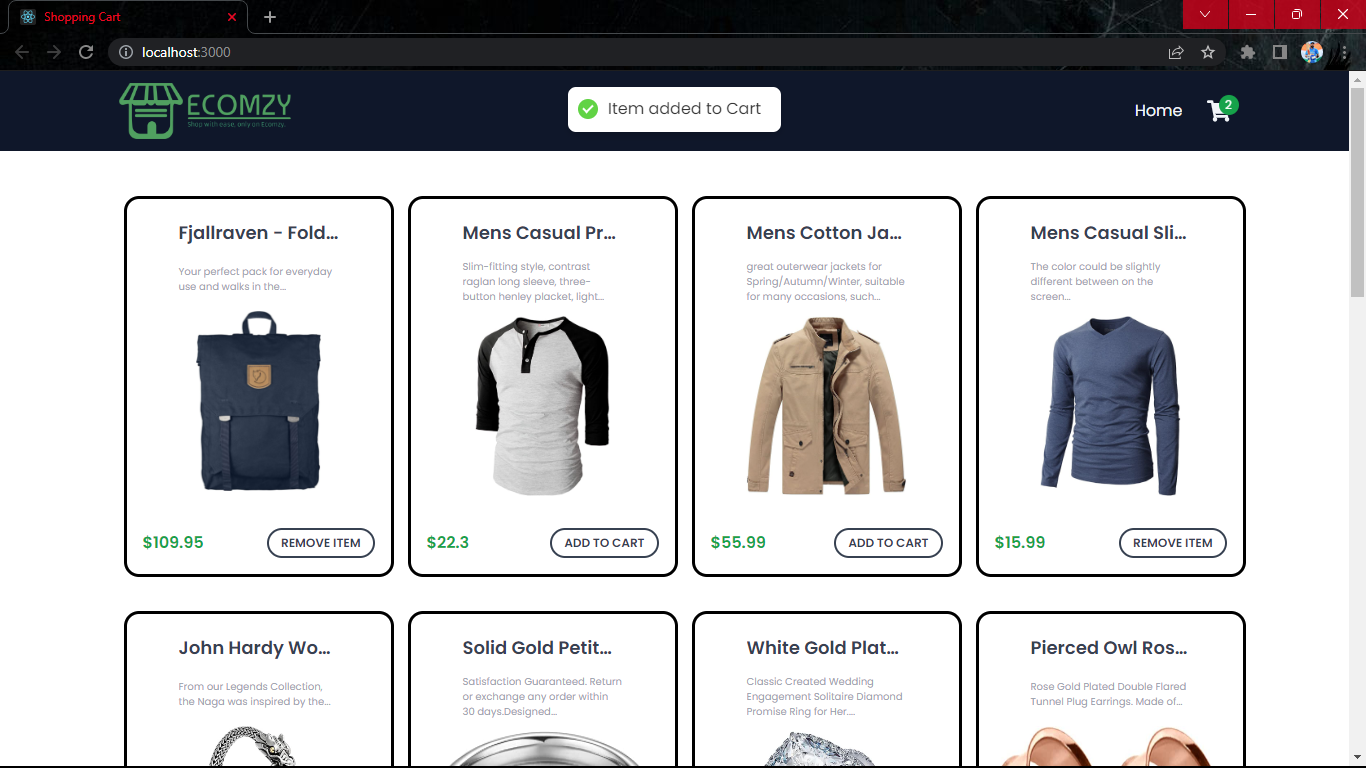 Shopping Cart
localhost:3000
ECOMZY
Shop with ease, only on Ecomzy.
Item added to Cart
Home
2
Fjallraven - Fold...
Your perfect pack for everyday
use and walks in the...
$109.95
REMOVE ITEM
Mens Casual Pr...
Slim-fitting style, contrast
raglan long sleeve, three-
button henley placket, light...
$22.3
ADD TO CART
Mens Cotton Ja...
great outerwear jackets for
Spring/Autumn/Winter, suitable
for many occasions, such...
$55.99
ADD TO CART
Mens Casual Sli...
The color could be slightly
different between on the
screen...
$15.99
REMOVE ITEM
John Hardy Wo...
From our Legends Collection,
the Naga was inspired by the...
Solid Gold Petit...
Satisfaction Guaranteed. Return
or exchange any order within
30 days.Designed...
White Gold Plat...
Classic Created Wedding
Engagement Solitaire Diamond
Promise Ring for Her....
Pierced Owl Ros...
Rose Gold Plated Double Flared
Tunnel Plug Earrings. Made of...